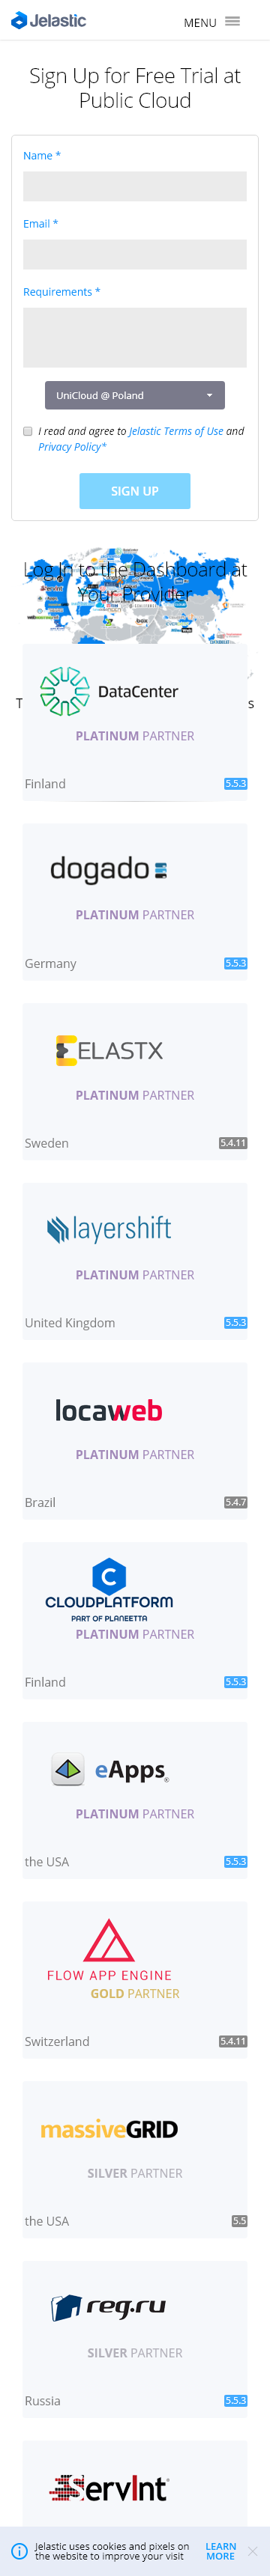 Jelastic
MENU
Sign Up for Free Trial at
Public Cloud
Name *
Email *
Requirements *
UniCloud @ Poland
I read and agree to Jelastic Terms of Use and
Privacy Policy*
SIGN UP
Log In to the Dashboard at
Your Provider
T
s
DataCenter
PLATINUM PARTNER
Finland
5.5.3
dogado
PLATINUM PARTNER
Germany
5.5.3
ELASTX
PLATINUM PARTNER
Sweden
5.4.11
layershift
PLATINUM PARTNER
United Kingdom
5.5.3
locaweb
PLATINUM PARTNER
Brazil
5.4.7
CLOUDPLATFORM
PART OF PLANEETTA
PLATINUM PARTNER
Finland
5.5.3
eApps®
PLATINUM PARTNER
the USA
5.5.3
FLOW APP ENGINE
GOLD PARTNER
Switzerland
5.4.11
massiveGRID
SILVER PARTNER
the USA
5.5
reg.ru
SILVER PARTNER
Russia
5.5.3
ServInt
Jelastic uses cookies and pixels on
the website to improve your visit
LEARN
MORE